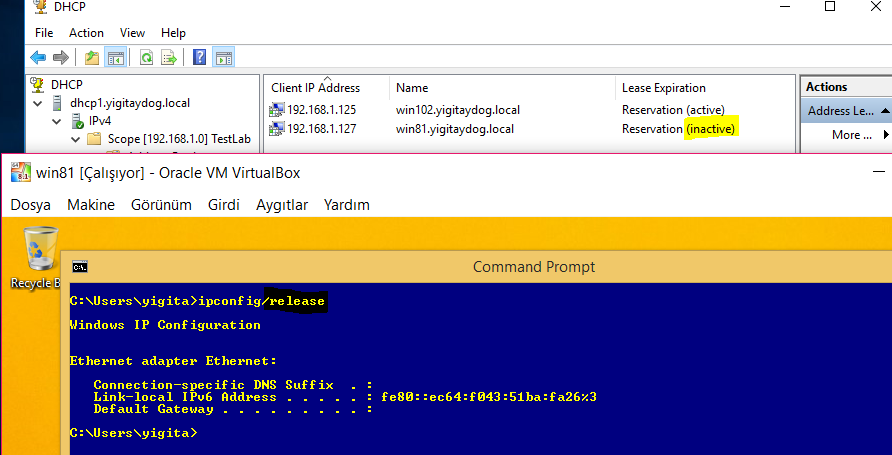 DHCP
File Action View Help
DHCP
dhcp1.yigitaydog.local
IPv4
Scope [192.168.1.0] TestLab
Client IP Address Name Lease Expiration
192.168.1.125 win102.yigitaydog.local Reservation (active)
192.168.1.127 win81.yigitaydog.local Reservation (inactive)
Actions
Address Le...
More ...
win81 [Çalışıyor] - Oracle VM VirtualBox
Dosya Makine Görünüm Girdi Aygıtlar Yardım
Recycle B
Command Prompt
C:\Users\yigita>ipconfig/release
Windows IP Configuration
Ethernet adapter Ethernet:
Connection-specific DNS Suffix . :
Link-local IPv6 Address . . . . . : fe80::ec64:f043:51ba:fa26%3
Default Gateway . . . . . . . . . :
C:\Users\yigita>